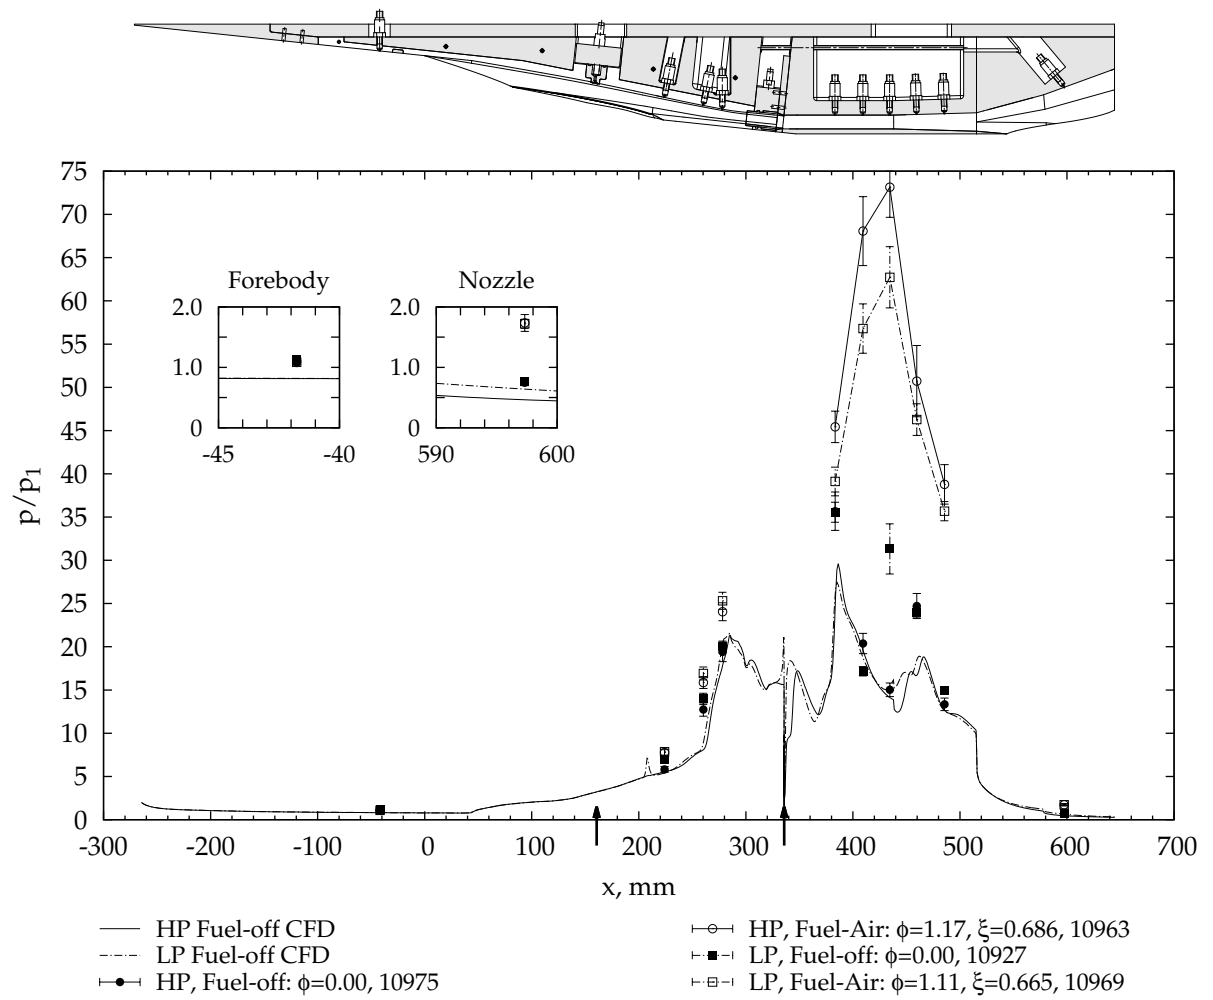 75
70
65
60
55
50
45
40
35
30
25
20
15
10
5
0
p/p1
Forebody
2.0
1.0
0
-45 -40
Nozzle
2.0
1.0
0
590 600
-300 -200 -100 0 100 200 300 400 500 600 700
x, mm
HP Fuel-off CFD
LP Fuel-off CFD
HP, Fuel-off: ϕ=0.00, 10975
HP, Fuel-Air: ϕ=1.17, ξ=0.686, 10963
LP, Fuel-off: ϕ=0.00, 10927
LP, Fuel-Air: ϕ=1.11, ξ=0.665, 10969